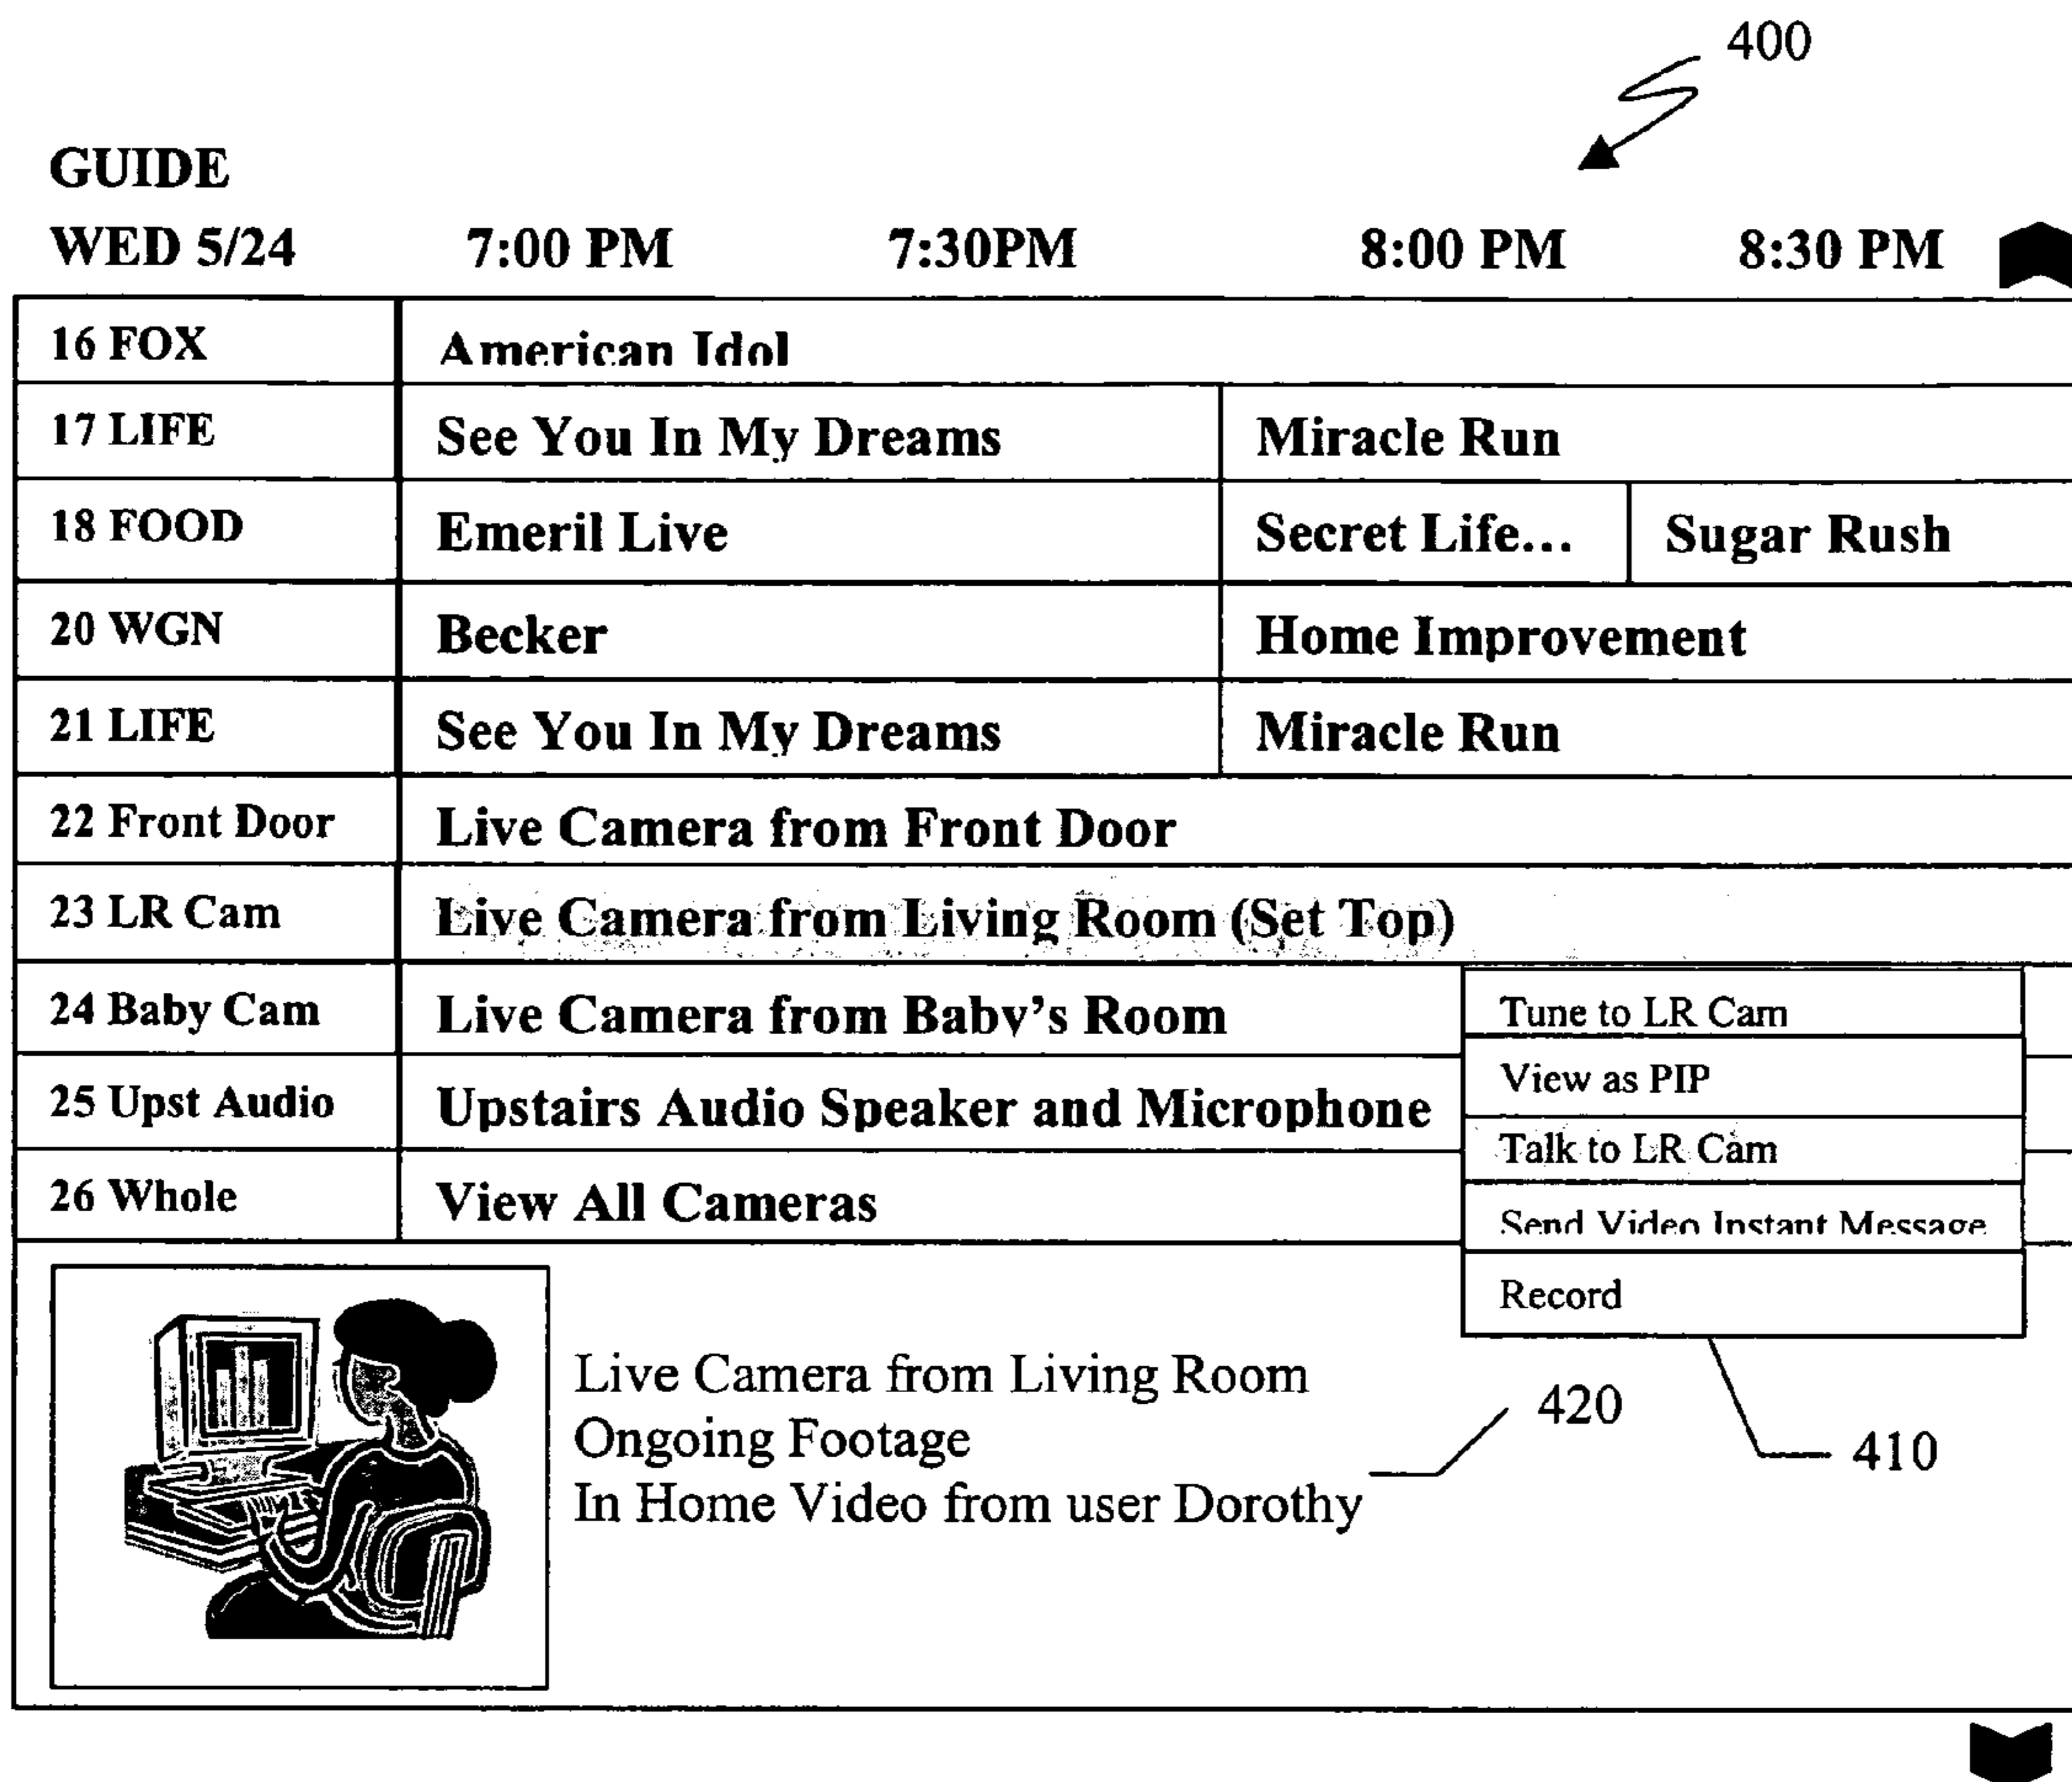 400
GUIDE
WED 5/24 7:00 PM 7:30PM 8:00 PM 8:30 PM
16 FOX American Idol
17 LIFE See You In My Dreams Miracle Run
18 FOOD Emeril Live Secret Life... Sugar Rush
20 WGN Becker Home Improvement
21 LIFE See You In My Dreams Miracle Run
22 Front Door Live Camera from Front Door
23 LR Cam Live Camera from Living Room (Set Top)
24 Baby Cam Live Camera from Baby's Room
25 Upst Audio Upstairs Audio Speaker and Microphone
26 Whole View All Cameras
Tune to LR Cam
View as PIP
Talk to LR Cam
Send Video Instant Message
Record
Live Camera from Living Room
Ongoing Footage
In Home Video from user Dorothy
420
410